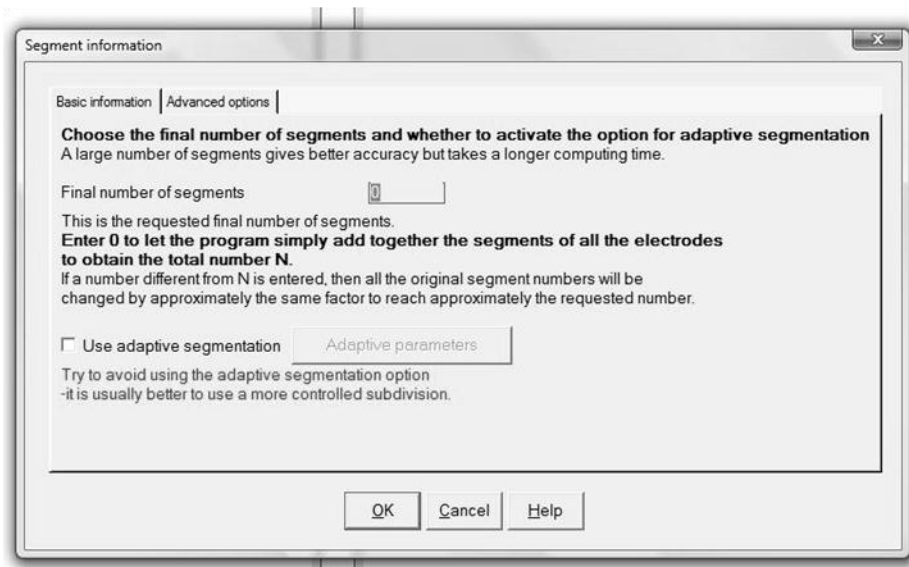 Segment information
Basic information Advanced options
Choose the final number of segments and whether to activate the option for adaptive segmentation
A large number of segments gives better accuracy but takes a longer computing time.
Final number of segments 0
This is the requested final number of segments.
Enter 0 to let the program simply add together the segments of all the electrodes
to obtain the total number N.
If a number different from N is entered, then all the original segment numbers will be
changed by approximately the same factor to reach approximately the requested number.
Use adaptive segmentation Adaptive parameters
Try to avoid using the adaptive segmentation option
-it is usually better to use a more controlled subdivision.
OK Cancel Help